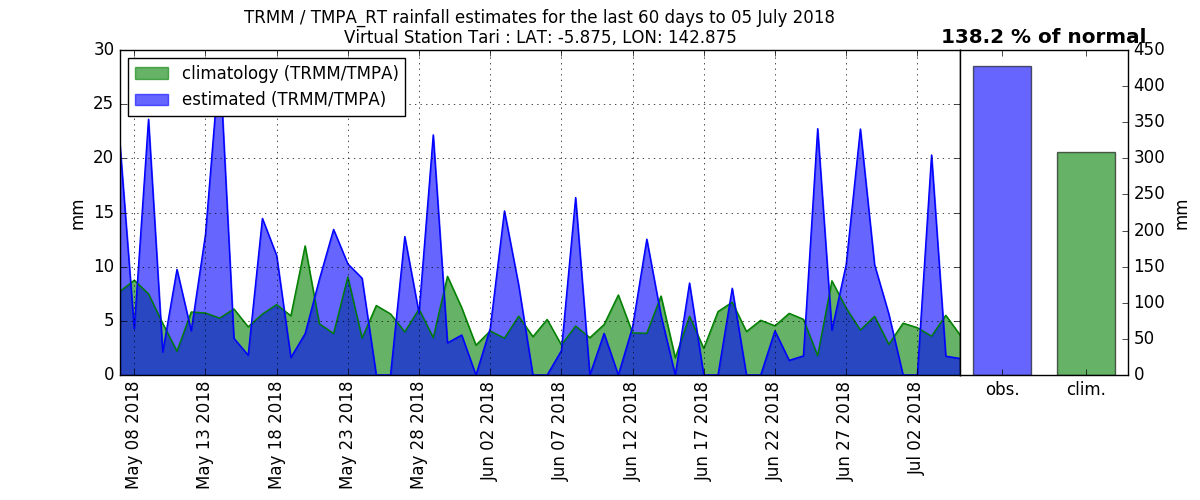 TRMM / TMPA_RT rainfall estimates for the last 60 days to 05 July 2018
Virtual Station Tari : LAT: -5.875, LON: 142.875
138.2 % of normal
climatology (TRMM/TMPA)
estimated (TRMM/TMPA)
mm
30
25
20
15
10
5
0
May 08 2018
May 13 2018
May 18 2018
May 23 2018
May 28 2018
Jun 02 2018
Jun 07 2018
Jun 12 2018
Jun 17 2018
Jun 22 2018
Jun 27 2018
Jul 02 2018
obs.
clim.
450
400
350
300
250
200
150
100
50
0
mm